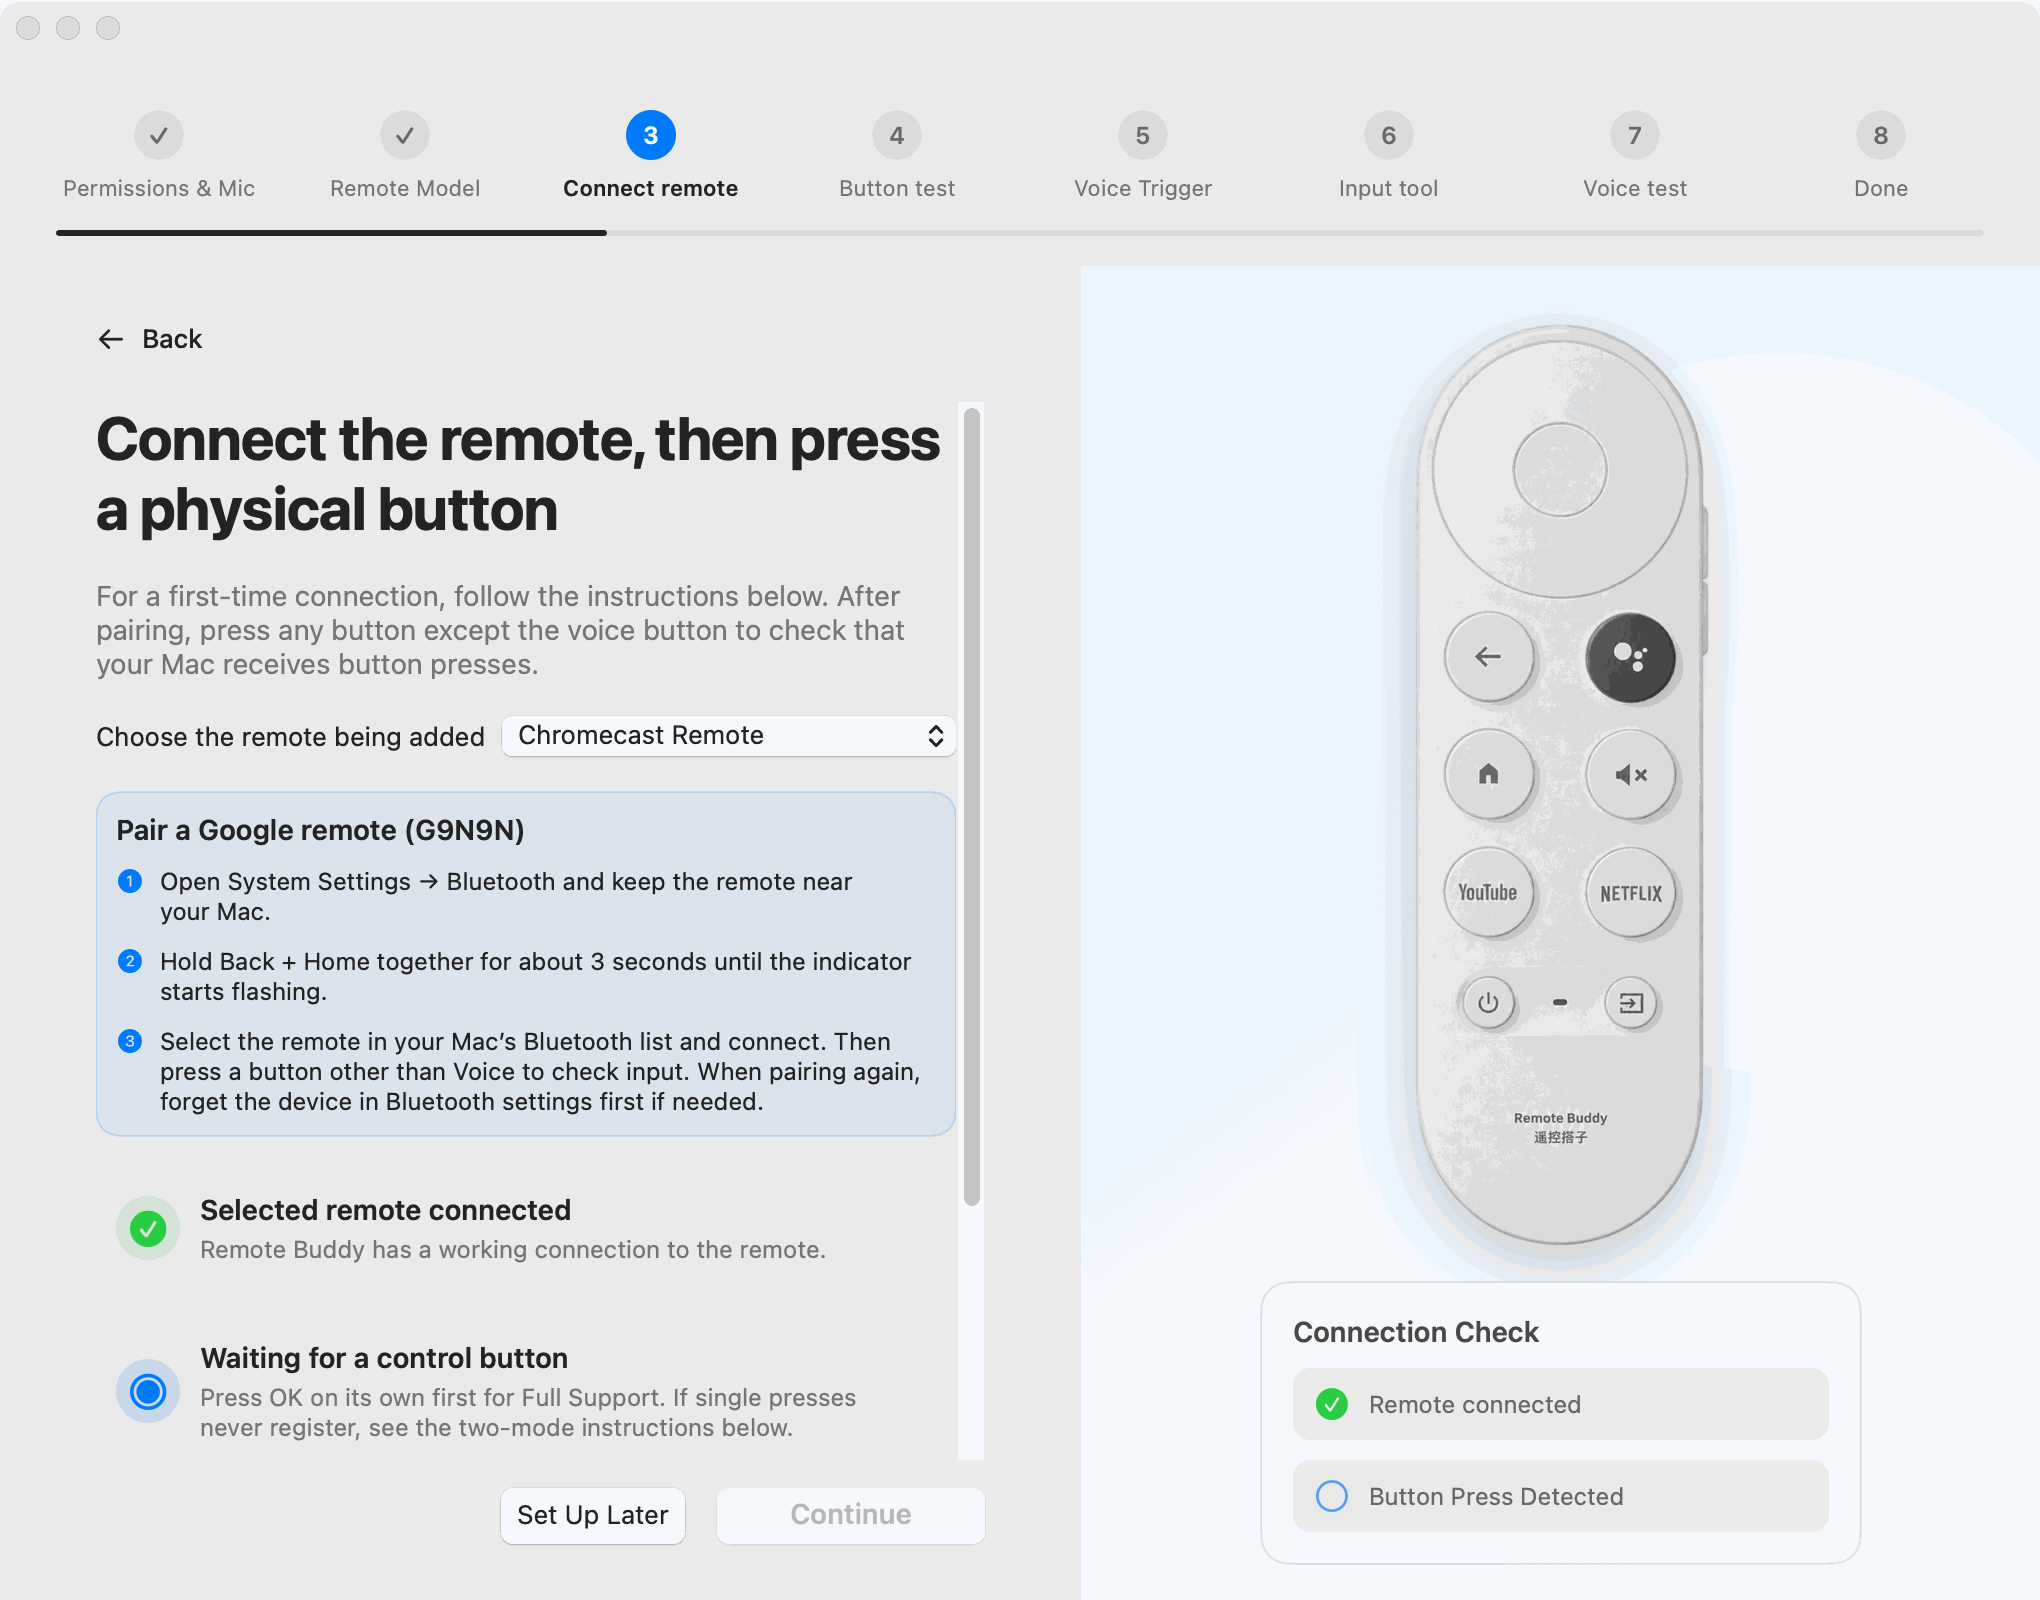 3
4
5
6
7
8
Permissions & Mic
Remote Model
Connect remote
Button test
Voice Trigger
Input tool
Voice test
Done
← Back
Connect the remote, then press
a physical button
For a first-time connection, follow the instructions below. After
pairing, press any button except the voice button to check that
your Mac receives button presses.
Choose the remote being added
Chromecast Remote
Pair a Google remote (G9N9N)
1 Open System Settings → Bluetooth and keep the remote near
your Mac.
2 Hold Back + Home together for about 3 seconds until the indicator
starts flashing.
3 Select the remote in your Mac’s Bluetooth list and connect. Then
press a button other than Voice to check input. When pairing again,
forget the device in Bluetooth settings first if needed.
Selected remote connected
Remote Buddy has a working connection to the remote.
Waiting for a control button
Press OK on its own first for Full Support. If single presses
never register, see the two-mode instructions below.
Set Up Later
Continue
YouTube
NETFLIX
Remote Buddy
遥控搭子
Connection Check
Remote connected
Button Press Detected